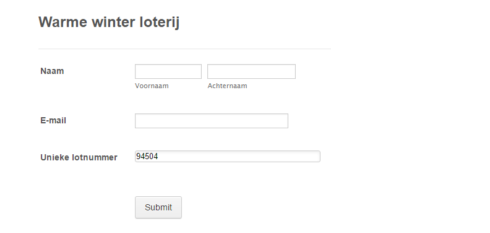 Warme winter loterij
Naam
Voornaam Achternaam
E-mail
Unieke lotnummer 94504
Submit